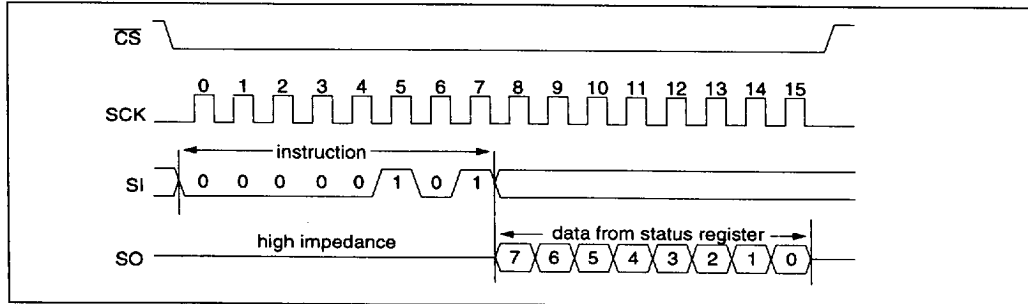 CS
0 1 2 3 4 5 6 7 8 9 10 11 12 13 14 15
SCK
instruction
SI 0 0 0 0 0 1 0 1
high impedance data from status register
SO 7 6 5 4 3 2 1 0